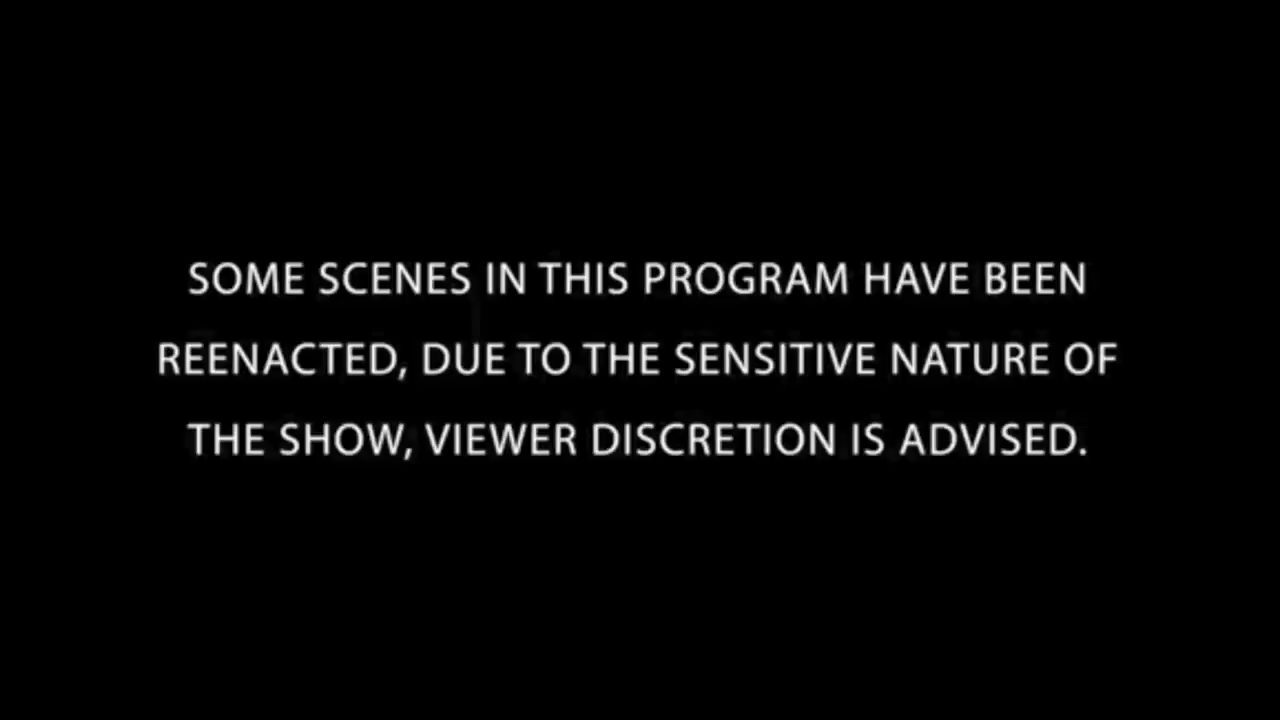 SOME SCENES IN THIS PROGRAM HAVE BEEN
REENACTED, DUE TO THE SENSITIVE NATURE OF
THE SHOW, VIEWER DISCRETION IS ADVISED.